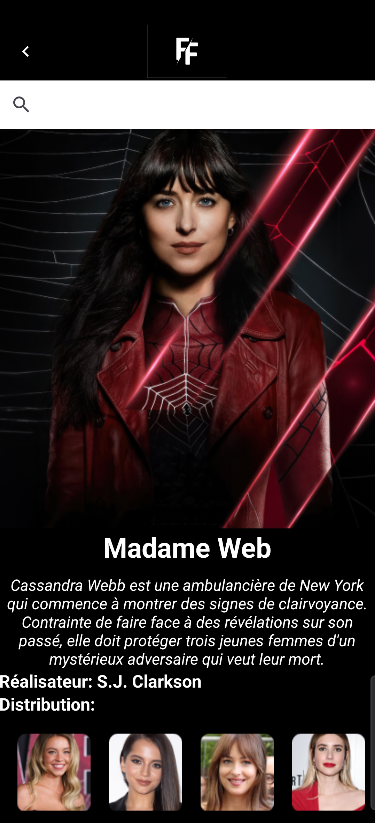 FF
Madame Web
Cassandra Webb est une ambulancière de New York
qui commence à montrer des signes de clairvoyance.
Contrainte de faire face à des révélations sur son
passé, elle doit protéger trois jeunes femmes d'un
mystérieux adversaire qui veut leur mort.
Réalisateur: S.J. Clarkson
Distribution: